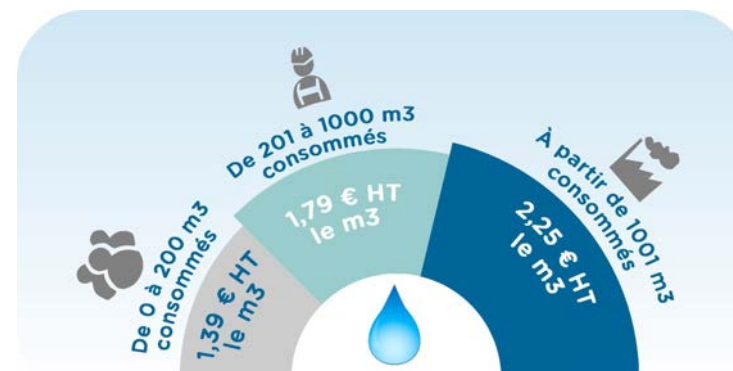 De 0 à 200 m3
consommés
1,39 € HT
le m3
De 201 à 1000 m3
consommés
1,79 € HT
le m3
À partir de 1001 m3
consommés
2,25 € HT
le m3